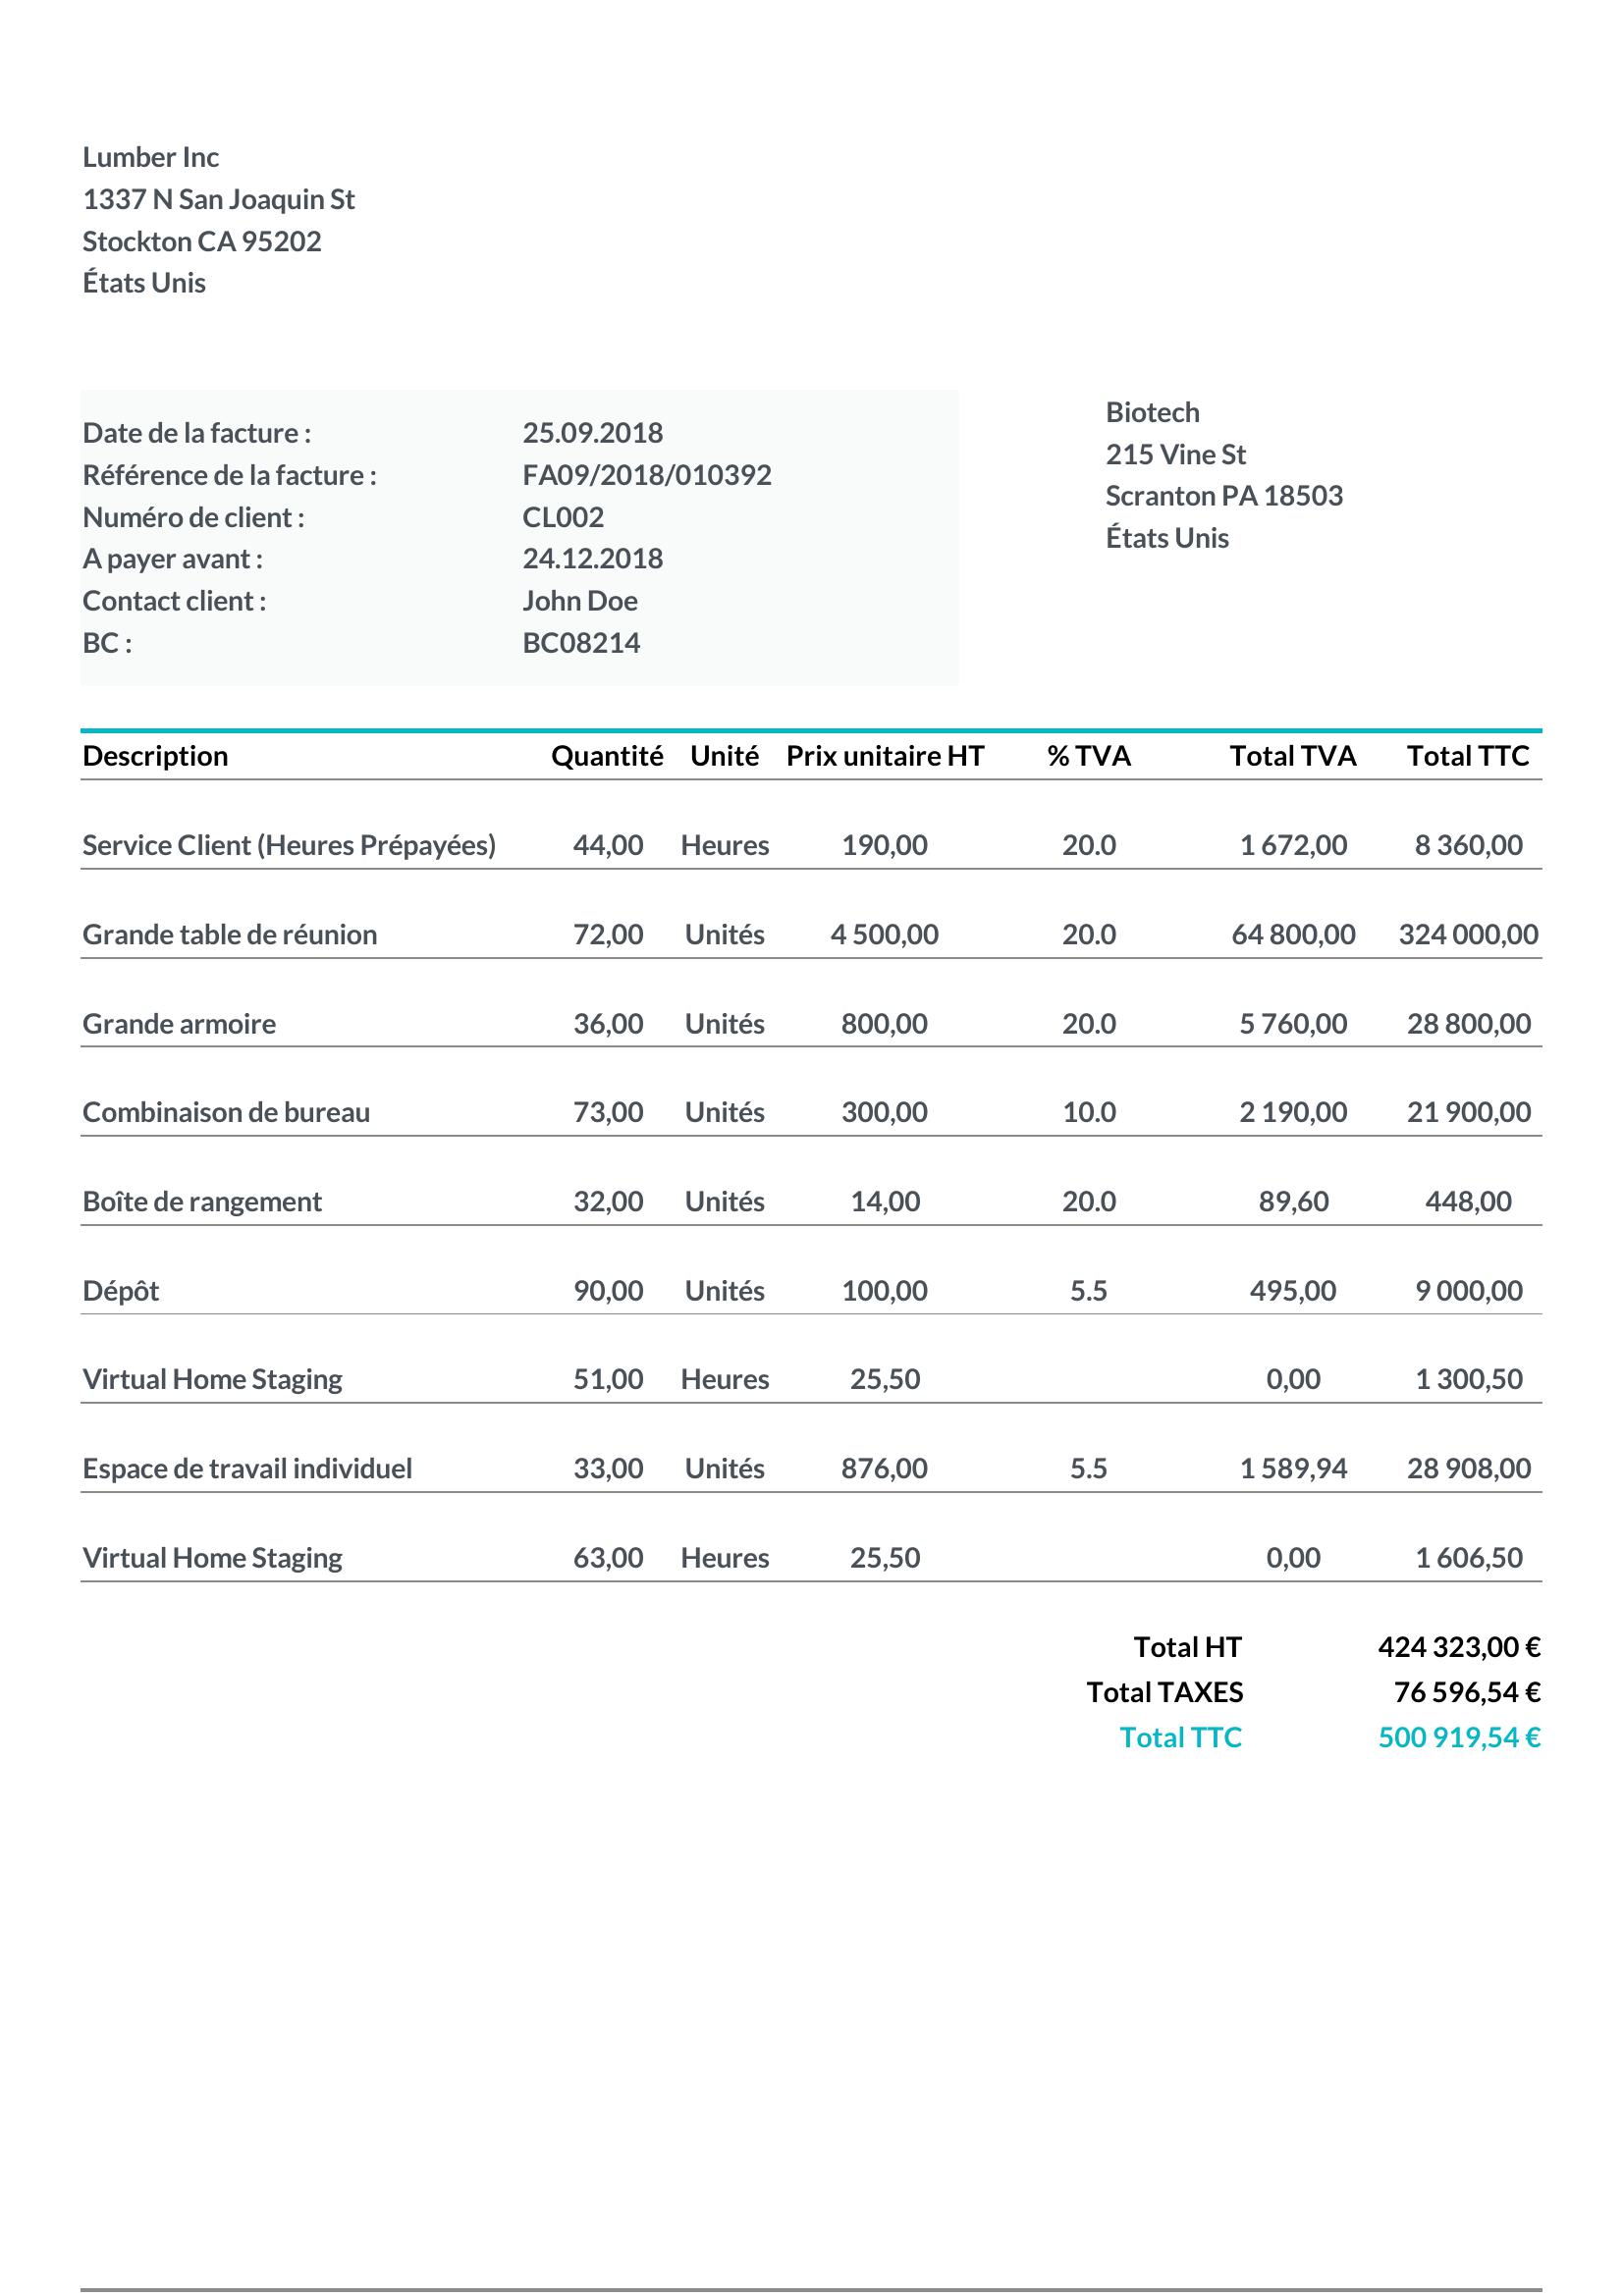 Lumber Inc
1337 N San Joaquin St
Stockton CA 95202
États Unis
Date de la facture : 25.09.2018
Référence de la facture : FA09/2018/010392
Numéro de client : CL002
A payer avant : 24.12.2018
Contact client : John Doe
BC : BC08214
Biotech
215 Vine St
Scranton PA 18503
États Unis
Description Quantité Unité Prix unitaire HT % TVA Total TVA Total TTC
Service Client (Heures Prépayées) 44,00 Heures 190,00 20.0 1 672,00 8 360,00
Grande table de réunion 72,00 Unités 4 500,00 20.0 64 800,00 324 000,00
Grande armoire 36,00 Unités 800,00 20.0 5 760,00 28 800,00
Combinaison de bureau 73,00 Unités 300,00 10.0 2 190,00 21 900,00
Boîte de rangement 32,00 Unités 14,00 20.0 89,60 448,00
Dépôt 90,00 Unités 100,00 5.5 495,00 9 000,00
Virtual Home Staging 51,00 Heures 25,50 0,00 1 300,50
Espace de travail individuel 33,00 Unités 876,00 5.5 1 589,94 28 908,00
Virtual Home Staging 63,00 Heures 25,50 0,00 1 606,50
Total HT 424 323,00 €
Total TAXES 76 596,54 €
Total TTC 500 919,54 €